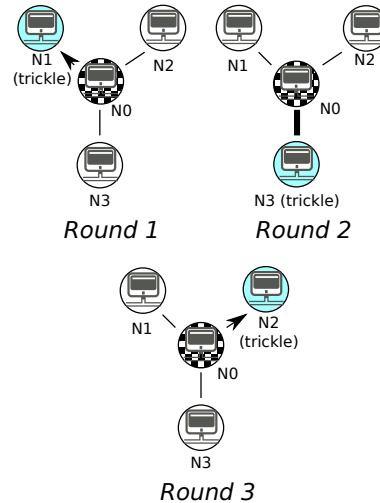 N1
(trickle)
N2
N0
N3
Round 1
N1
N2
N0
N3 (trickle)
Round 2
N1
N2
(trickle)
N0
N3
Round 3